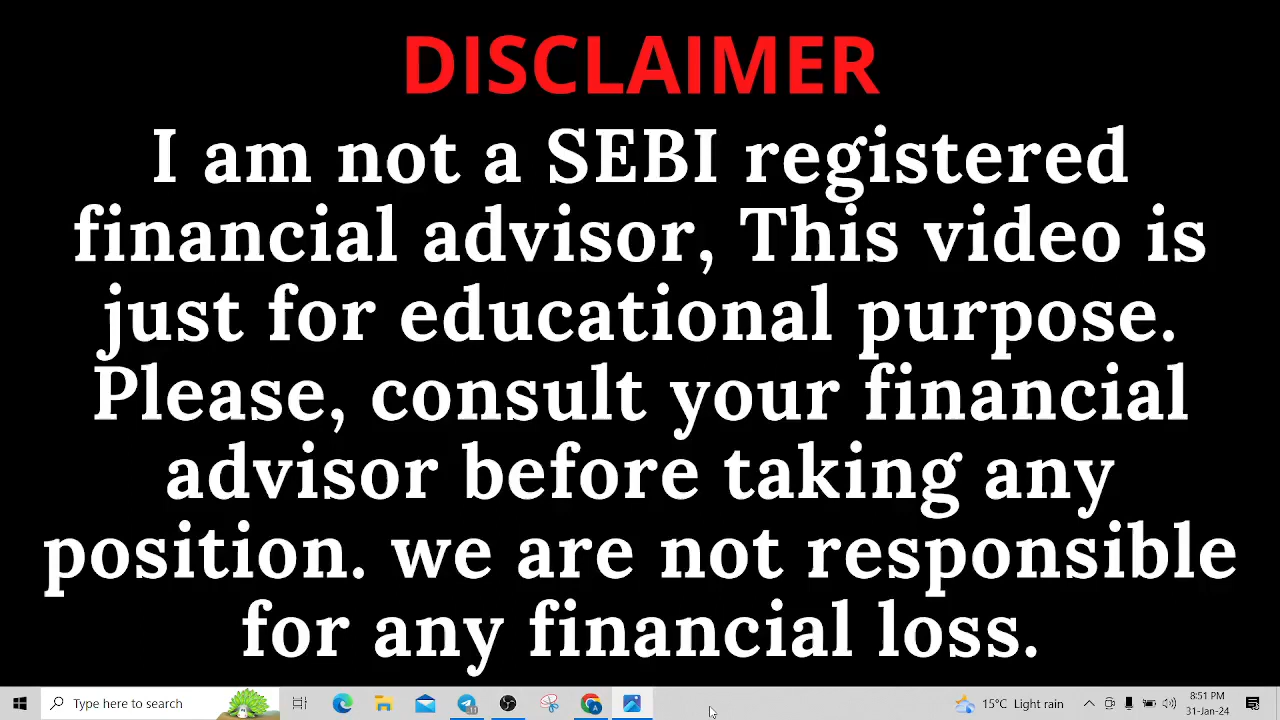 DISCLAIMER
I am not a SEBI registered
financial advisor, This video is
just for educational purpose.
Please, consult your financial
advisor before taking any
position. we are not responsible
for any financial loss.
Type here to search
15°C Light rain
8:51 PM
31-Jan-24